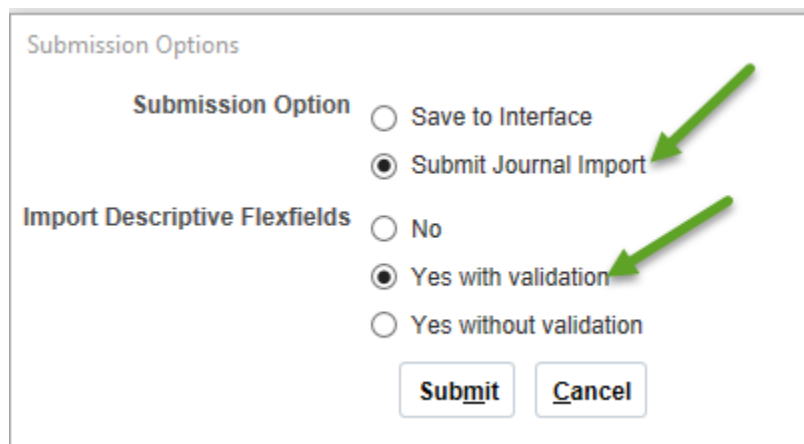 Submission Options
Submission Option
Save to Interface
Submit Journal Import
Import Descriptive Flexfields
No
Yes with validation
Yes without validation
Submit Cancel